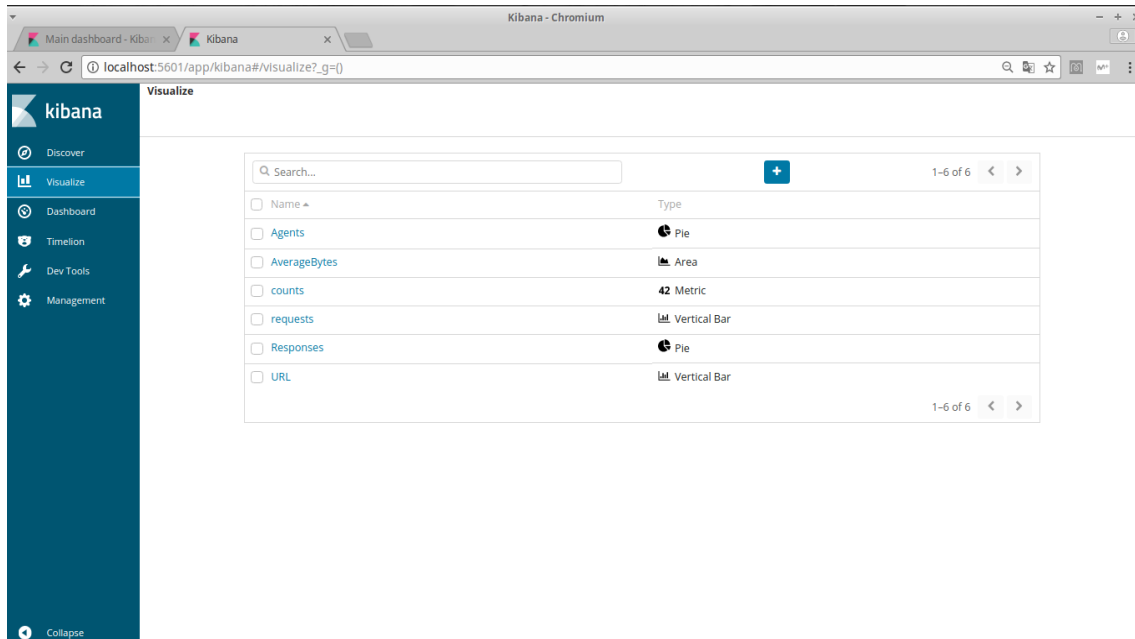 Kibana - Chromium
Main dashboard - Kiban
Kibana
localhost:5601/app/kibana#/visualize?_g=()
kibana
Visualize
Discover
Visualize
Dashboard
Timelion
Dev Tools
Management
Collapse
Search...
1–6 of 6
Name
Type
Agents
Pie
AverageBytes
Area
counts
42 Metric
requests
Vertical Bar
Responses
Pie
URL
Vertical Bar
1–6 of 6